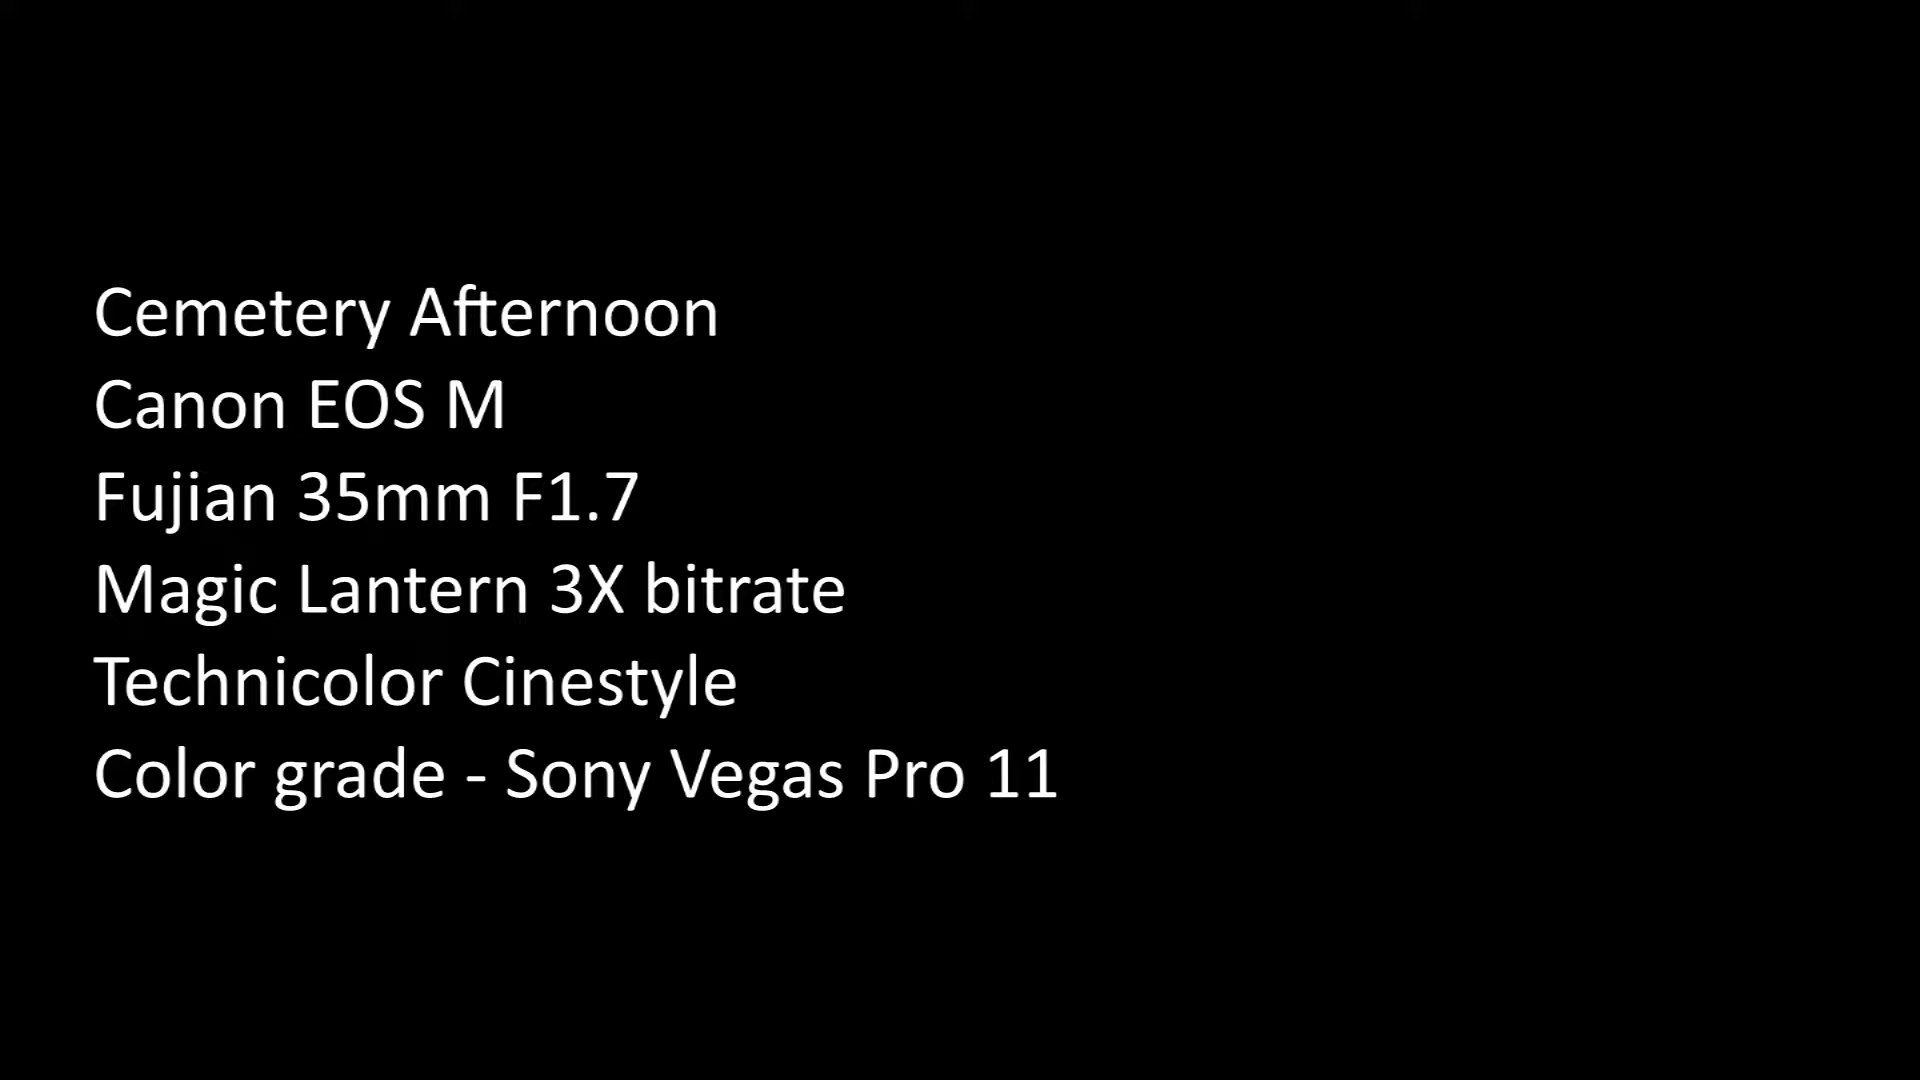 Cemetery Afternoon
Canon EOS M
Fujian 35mm F1.7
Magic Lantern 3X bitrate
Technicolor Cinestyle
Color grade - Sony Vegas Pro 11